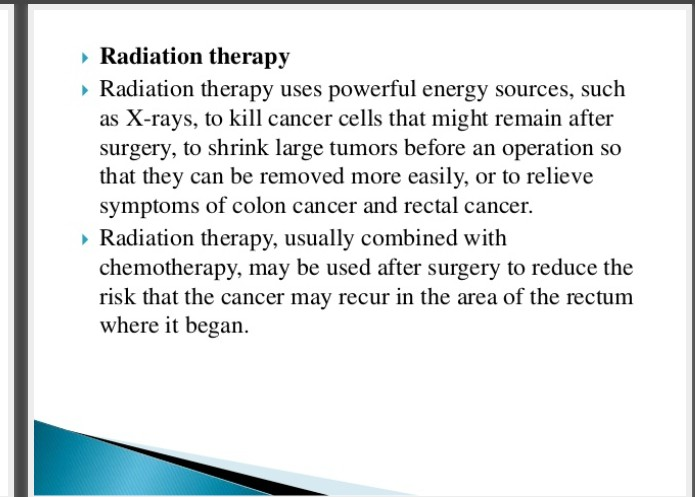 Radiation therapy
Radiation therapy uses powerful energy sources, such
as X-rays, to kill cancer cells that might remain after
surgery, to shrink large tumors before an operation so
that they can be removed more easily, or to relieve
symptoms of colon cancer and rectal cancer.
Radiation therapy, usually combined with
chemotherapy, may be used after surgery to reduce the
risk that the cancer may recur in the area of the rectum
where it began.